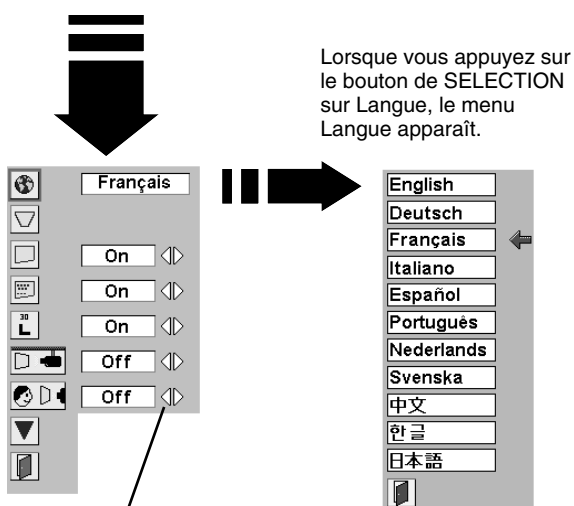 Lorsque vous appuyez sur
le bouton de SELECTION
sur Langue, le menu
Langue apparaît.
Français
On
On
30
L
On
Off
Off
English
Deutsch
Français
Italiano
Español
Português
Nederlands
Svenska
中文
한글
日本語